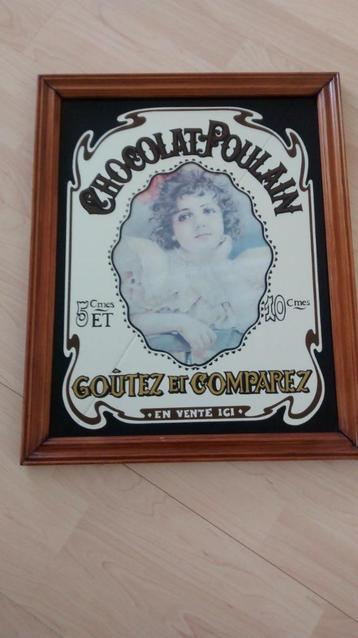 CHOCOLAT-POULAIN
5 Cmes ET 10 Cmes
GOÛTEZ ET COMPAREZ
• EN VENTE ICI •